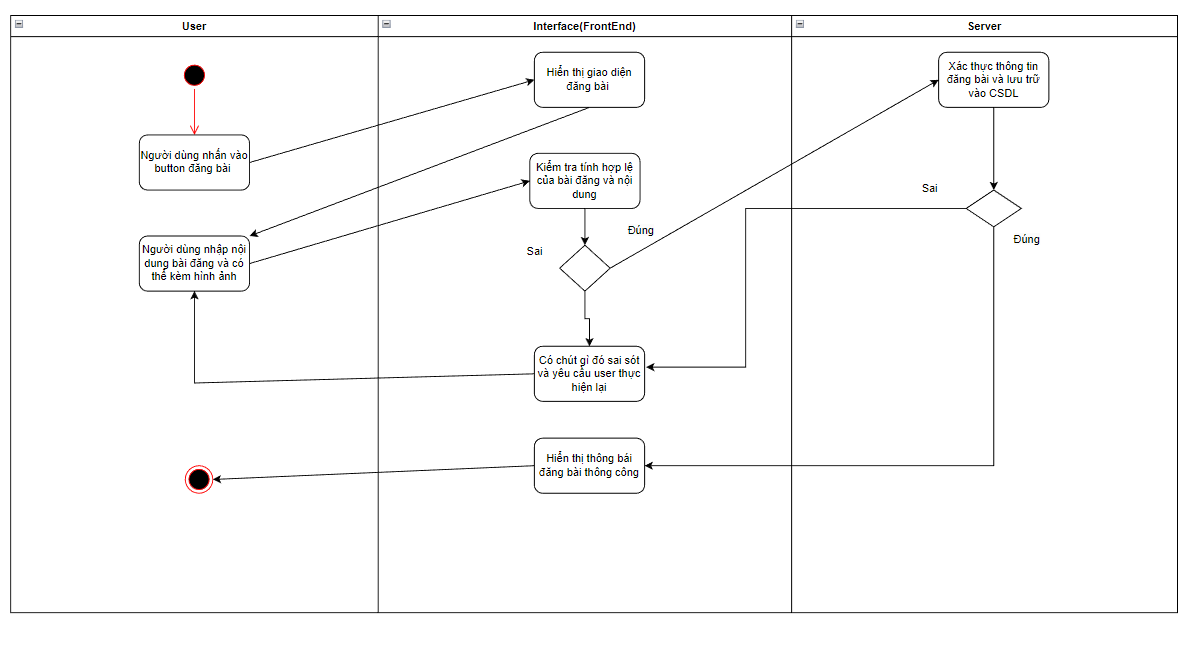 User
Interface(FrontEnd)
Server
Hiển thị giao diện
đăng bài
Xác thực thông tin
đăng bài và lưu trữ
vào CSDL
Người dùng nhấn vào
button đăng bài
Kiểm tra tính hợp lệ
của bài đăng và nội
dung
Sai
Đúng
Sai
Đúng
Người dùng nhập nội
dung bài đăng và có
thể kèm hình ảnh
Có chút gì đó sai sót
và yêu cầu user thực
hiện lại
Hiển thị thông bái
đăng bài thông công